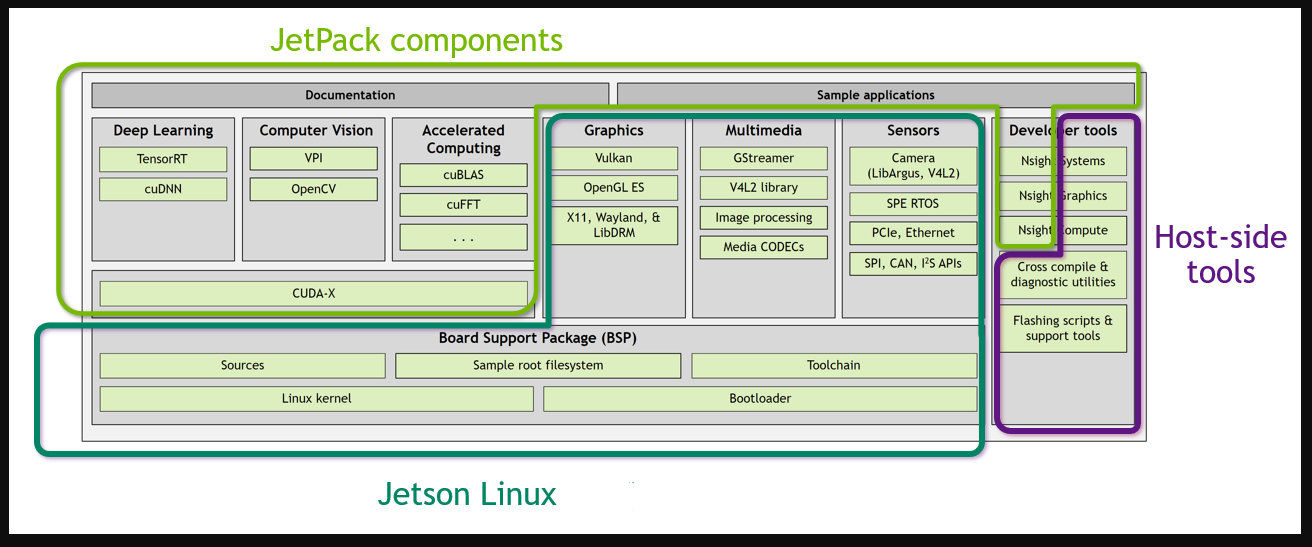 JetPack components
Documentation
Sample applications
Deep Learning
TensorRT
cuDNN
Computer Vision
VPI
OpenCV
Accelerated
Computing
cuBLAS
cuFFT
. . .
CUDA-X
Graphics
Vulkan
OpenGL ES
X11, Wayland, &
LibDRM
Multimedia
GStreamer
V4L2 library
Image processing
Media CODECs
Sensors
Camera
(LibArgus, V4L2)
SPE RTOS
PCIe, Ethernet
SPI, CAN, I²S APIs
Developer tools
Nsight Systems
Nsight Graphics
Nsight Compute
Cross compile &
diagnostic utilities
Flashing scripts &
support tools
Host-side
tools
Board Support Package (BSP)
Sources
Sample root filesystem
Toolchain
Linux kernel
Bootloader
Jetson Linux